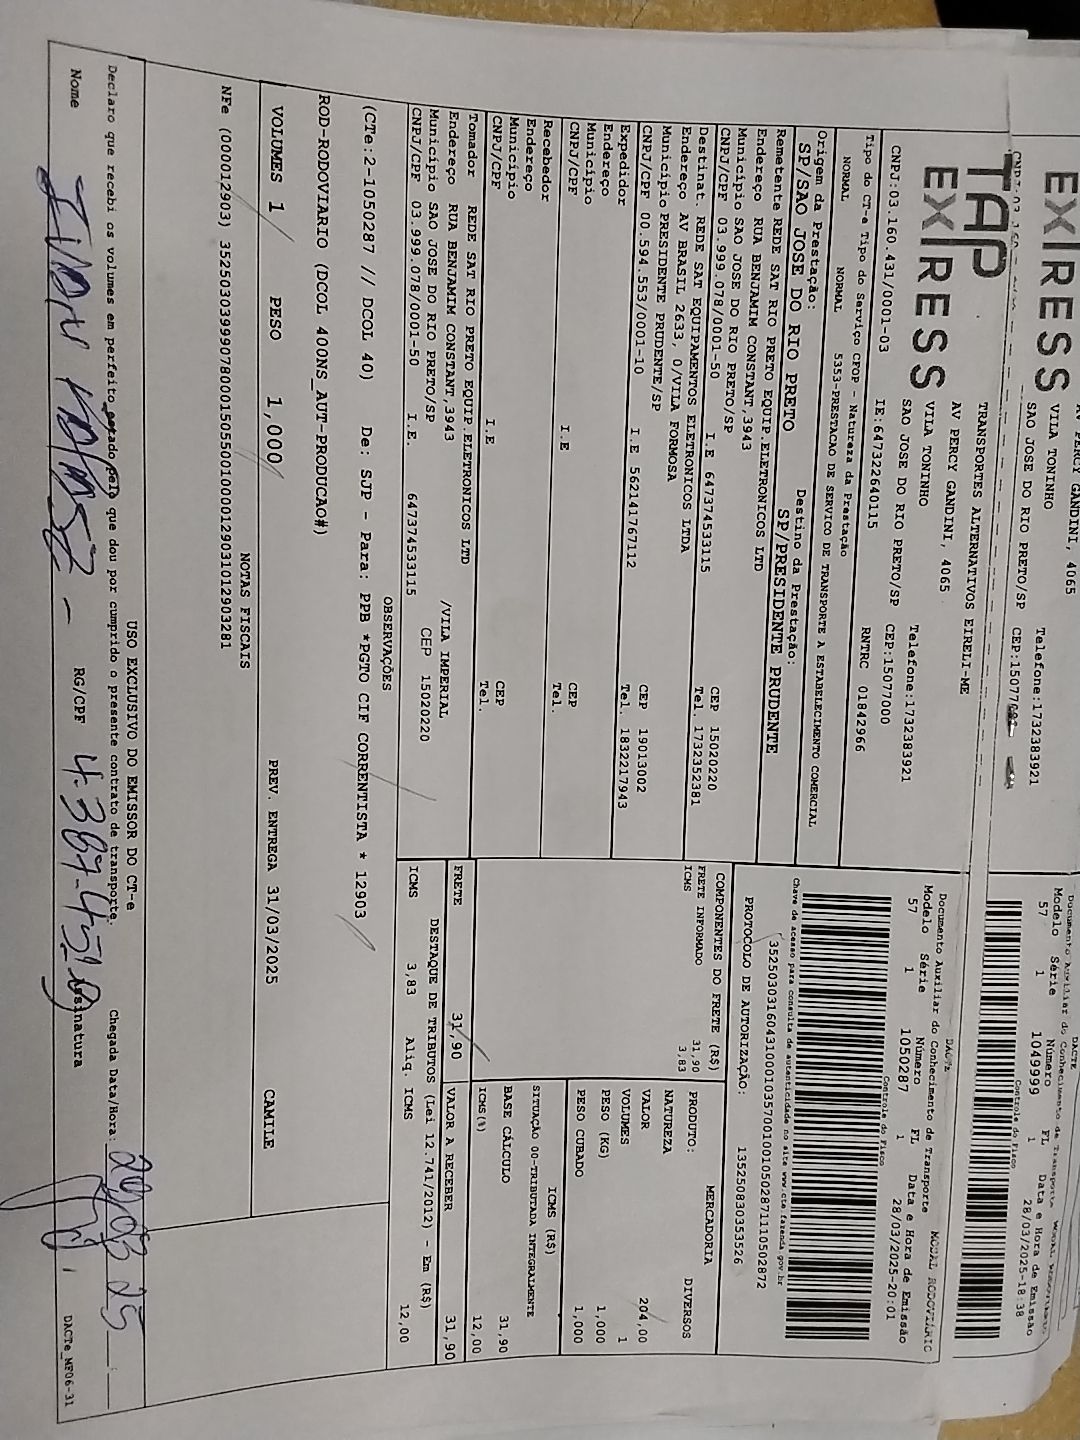 EXPRESS
AV PERCY GANDINI, 4065
VILA TONINHO
SAO JOSE DO RIO PRETO/SP
Telefone:1732383921
DACTE
Modelo Série Número FL Data e Hora de Emissão
57 1 1049999 1 28/03/2025-18:38
Controle do Fisco
TAP
EXPRESS
TRANSPORTES ALTERNATIVOS EIRELI-ME
AV PERCY GANDINI, 4065
VILA TONINHO
SAO JOSE DO RIO PRETO/SP
Telefone:1732383921
CEP:15077000
CNPJ:03.160.431/0001-03 IE:647322640115 RNTRC 01842966
DACTE
Documento Auxiliar do Conhecimento de Transporte MODAL RODOVIÁRIO
Modelo Série Número FL Data e Hora de Emissão
57 1 1050287 1 28/03/2025-20:01
Controle do Fisco
Tipo do CT-e Tipo do Serviço CFOP - Natureza da Prestação
NORMAL NORMAL 5353-PRESTACAO DE SERVICO DE TRANSPORTE A ESTABELECIMENTO COMERCIAL
Chave de acesso para consulta de autenticidade no site www.cte.fazenda.gov.br
35250303160431000103570010010502871110502872
PROTOCOLO DE AUTORIZAÇÃO: 135250830353526
Origem da Prestação: Destino da Prestação:
SP/SAO JOSE DO RIO PRETO SP/PRESIDENTE PRUDENTE
Remetente REDE SAT RIO PRETO EQUIP.ELETRONICOS LTD
Endereço RUA BENJAMIM CONSTANT,3943
Município SAO JOSE DO RIO PRETO/SP CEP 15020220
CNPJ/CPF 03.999.078/0001-50 I.E 647374533115 Tel. 1732352381
Destinat. REDE SAT EQUIPAMENTOS ELETRONICOS LTDA
Endereço AV BRASIL 2633, 0/VILA FORMOSA
Município PRESIDENTE PRUDENTE/SP CEP 19013002
CNPJ/CPF 00.594.553/0001-10 I.E 562141767112 Tel. 1832217943
Expedidor
Endereço
Município CEP
CNPJ/CPF I.E Tel.
Recebedor
Endereço
Município CEP
CNPJ/CPF I.E Tel.
Tomador REDE SAT RIO PRETO EQUIP.ELETRONICOS LTD
Endereço RUA BENJAMIM CONSTANT,3943 /VILA IMPERIAL
Município SAO JOSE DO RIO PRETO/SP CEP 15020220
CNPJ/CPF 03.999.078/0001-50 I.E. 647374533115
COMPONENTES DO FRETE (R$)
FRETE INFORMADO 31,90
ICMS 3,83
PRODUTO: MERCADORIA
NATUREZA DIVERSOS
VALOR 204,00
VOLUMES 1
PESO (KG) 1,000
PESO CUBADO 1,000
ICMS (R$)
SITUAÇÃO 00-TRIBUTADA INTEGRALMENTE
BASE CÁLCULO 31,90
ICMS(%) 12,00
FRETE 31,90 VALOR A RECEBER 31,90
DESTAQUE DE TRIBUTOS (Lei 12.741/2012) - Em (R$)
ICMS 3,83 Aliq. ICMS 12,00
OBSERVAÇÕES
(CTe:2-1050287 // DCOL 40) De: SJP - Para: PPB *PGTO CIF CORRENTISTA * 12903
ROD-RODOVIARIO (DCOL 400NS_AUT-PRODUCAO#)
VOLUMES 1 PESO 1,000 PREV. ENTREGA 31/03/2025 CAMILE
NOTAS FISCAIS
NFe (000012903) 35250303999078000150550010000129031012903281
USO EXCLUSIVO DO EMISSOR DO CT-e
Declaro que recebi os volumes em perfeito estado pela que dou por cumprido o presente contrato de transporte. Chegada Data/Hora: 29/03 25
Nome RG/CPF Assinatura
DACTe_MF06-31